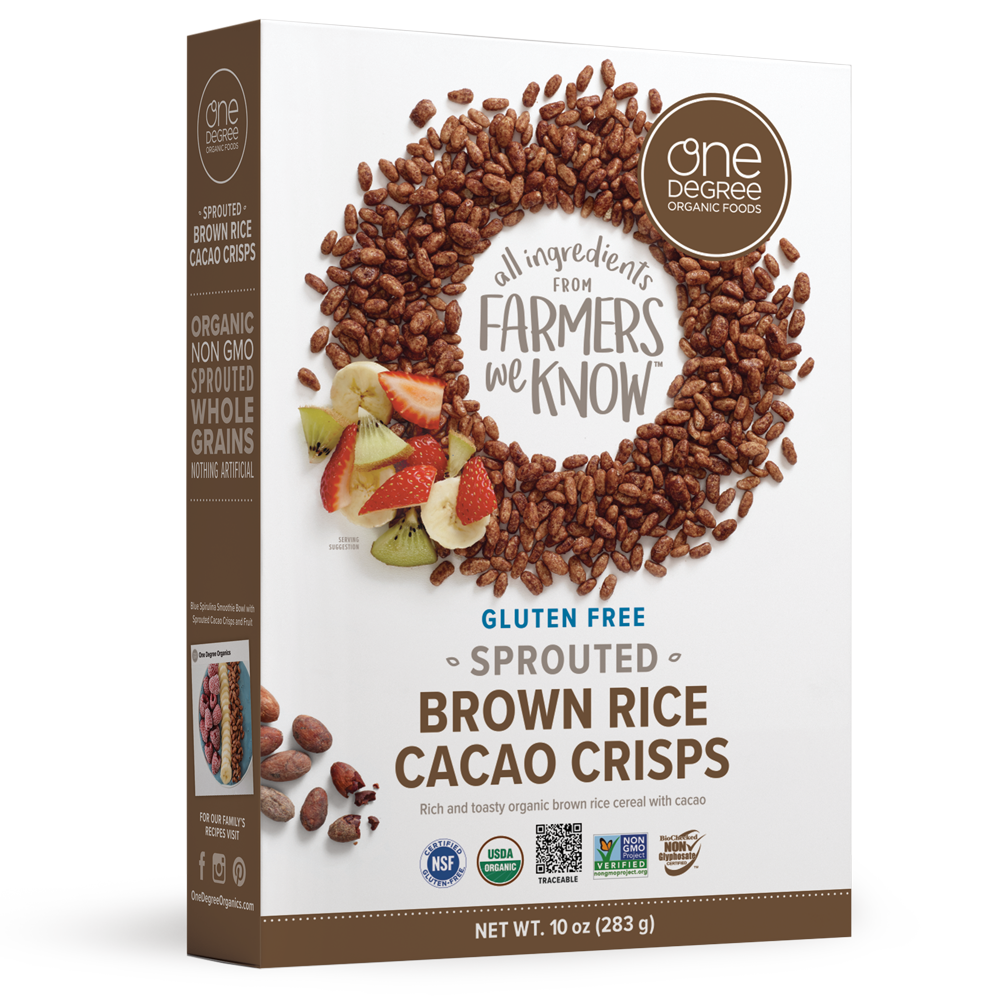 One
DEGREE
ORGANIC FOODS
SPROUTED
BROWN RICE
CACAO CRISPS
ORGANIC
NON GMO
SPROUTED
WHOLE
GRAINS
NOTHING ARTIFICIAL
Blue Spirulina Smoothie Bowl with
Sprouted Cacao Crisps and Fruit
One Degree Organics
FOR OUR FAMILY'S
RECIPES VISIT
OneDegreeOrganics.com
One
DEGREE
ORGANIC FOODS
all ingredients
FROM
FARMERS
we KNOW™
SERVING
SUGGESTION
GLUTEN FREE
SPROUTED
BROWN RICE
CACAO CRISPS
Rich and toasty organic brown rice cereal with cacao
CERTIFIED
NSF
GLUTEN-FREE
USDA
ORGANIC
TRACEABLE
NON
GMO
Project
VERIFIED
nongmoproject.org
BioChecked
NON
Glyphosate
CERTIFIED™
NET WT. 10 oz (283 g)